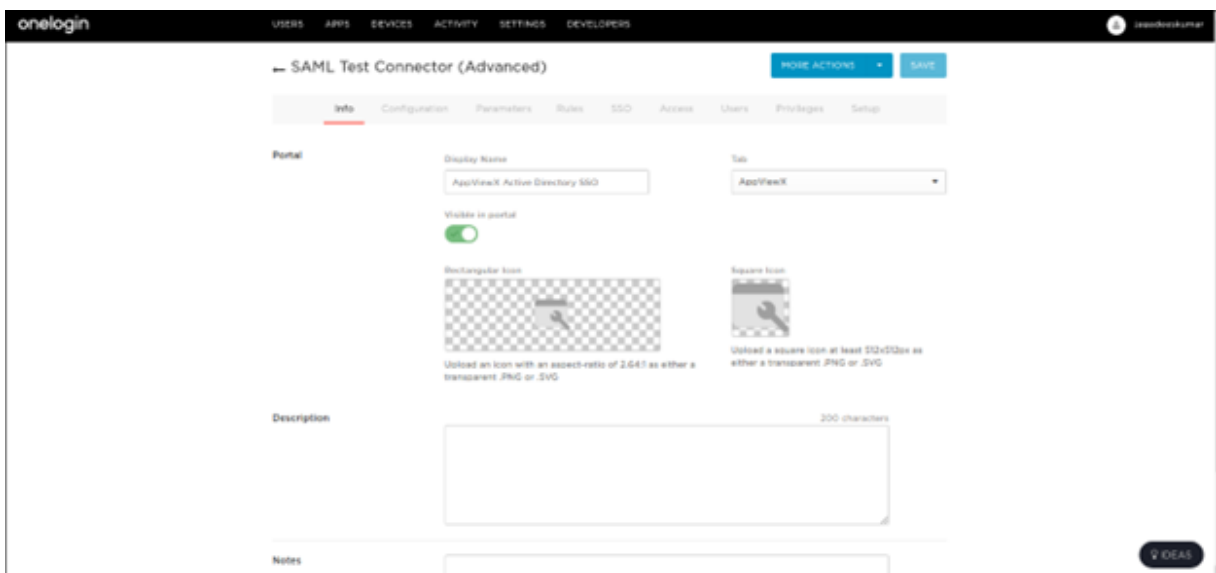 onelogin
USERS APPS DEVICES ACTIVITY SETTINGS DEVELOPERS
← SAML Test Connector (Advanced)
MORE ACTIONS
SAVE
Info Configuration Parameters Rules SSO Access Users Privileges Setup
Portal
Display Name
Tab
AppViewX Active Directory SSO
AppViewX
Visible in portal
Rectangular Icon
Square Icon
Upload an icon with an aspect-ratio of 2.64:1 as either a
transparent .PNG or .SVG
Upload a square icon at least 512x512px as
either a transparent .PNG or .SVG
Description
200 characters
Notes
IDEAS